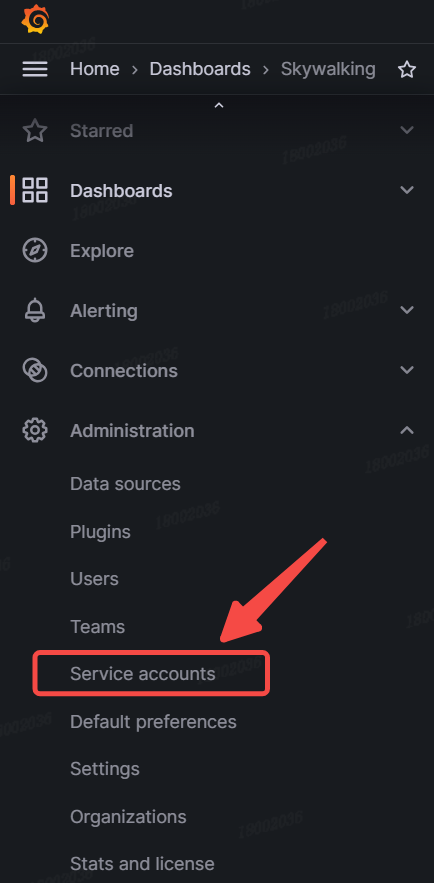 Home › Dashboards › Skywalking
Starred
Dashboards
Explore
Alerting
Connections
Administration
Data sources
Plugins
Users
Teams
Service accounts
Default preferences
Settings
Organizations
Stats and license
18002036